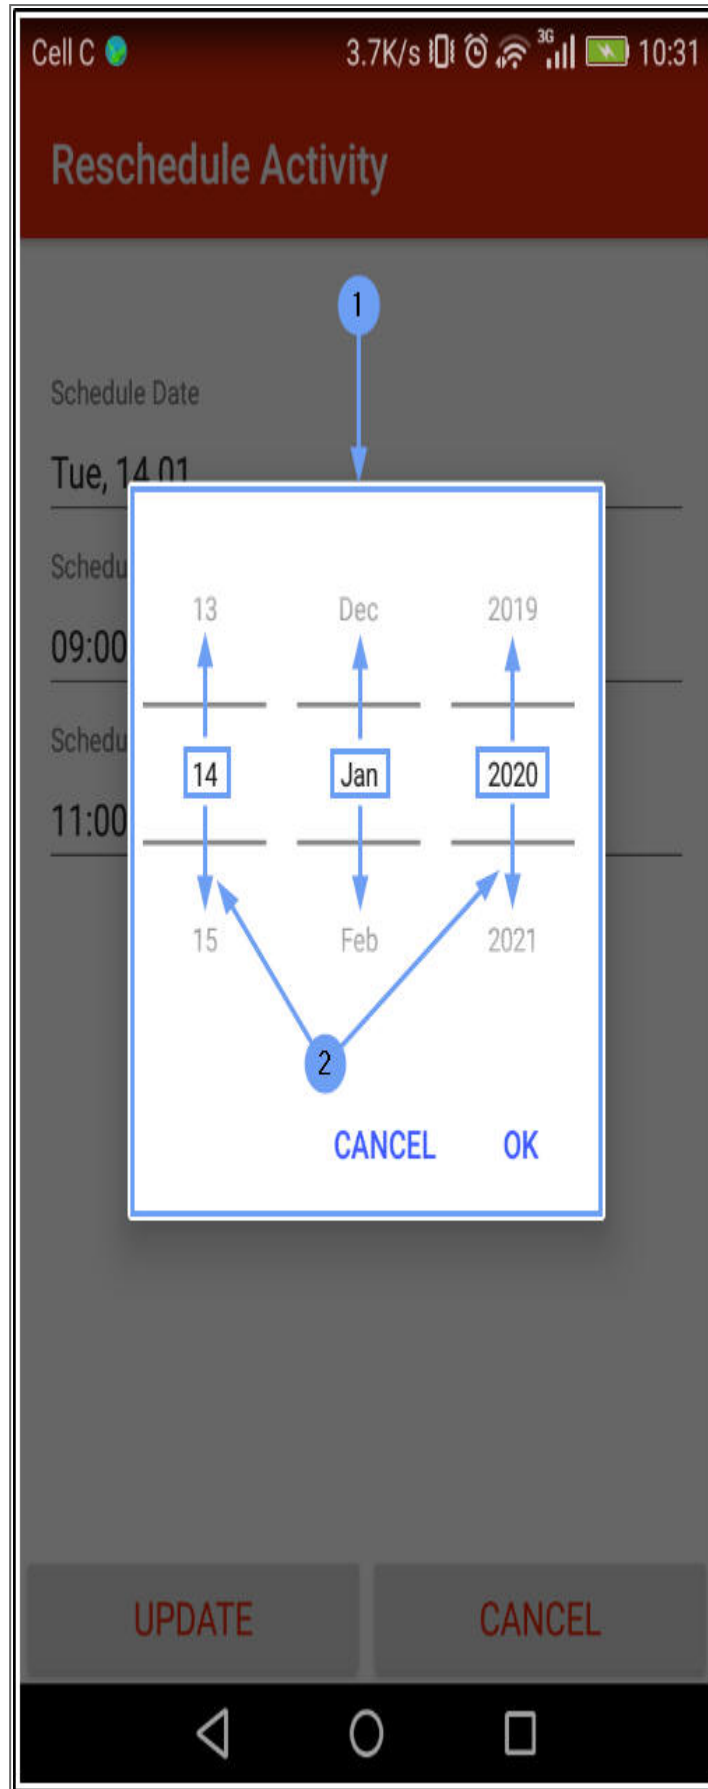 Cell C 3.7K/s 3G 10:31
Reschedule Activity
1
Schedule Date
Tue, 14.01
Schedu
13 Dec 2019
09:00
Schedu
14 Jan 2020
11:00
15 Feb 2021
2
CANCEL OK
UPDATE CANCEL